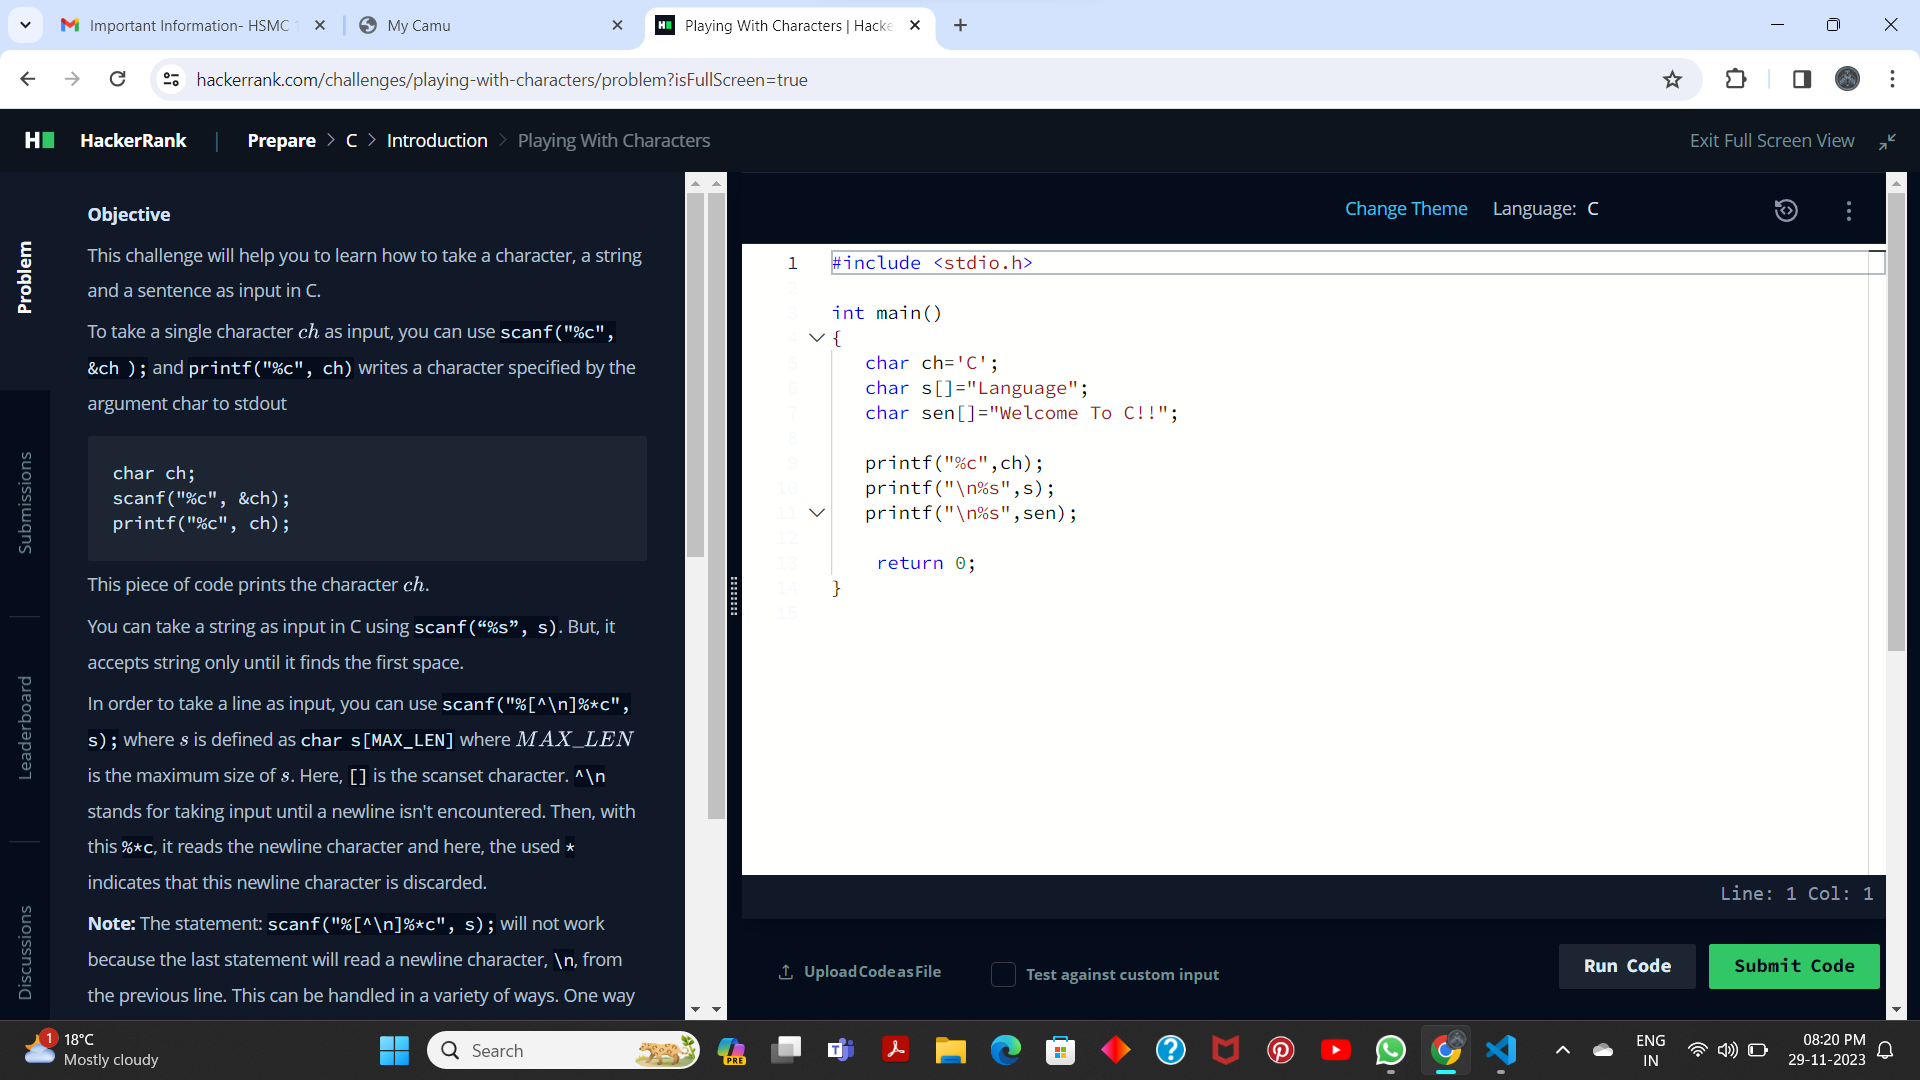 Important Information- HSMC
My Camu
Playing With Characters | Hacke
hackerrank.com/challenges/playing-with-characters/problem?isFullScreen=true
HackerRank | Prepare > C > Introduction > Playing With Characters
Exit Full Screen View
Problem
Submissions
Leaderboard
Discussions
Objective
This challenge will help you to learn how to take a character, a string
and a sentence as input in C.
To take a single character ch as input, you can use scanf("%c",
&ch ); and printf("%c", ch) writes a character specified by the
argument char to stdout
char ch;
scanf("%c", &ch);
printf("%c", ch);
This piece of code prints the character ch.
You can take a string as input in C using scanf(“%s”, s). But, it
accepts string only until it finds the first space.
In order to take a line as input, you can use scanf("%[^\n]%*c",
s); where s is defined as char s[MAX_LEN] where MAX_LEN
is the maximum size of s. Here, [] is the scanset character. ^\n
stands for taking input until a newline isn't encountered. Then, with
this %*c, it reads the newline character and here, the used *
indicates that this newline character is discarded.
Note: The statement: scanf("%[^\n]%*c", s); will not work
because the last statement will read a newline character, \n, from
the previous line. This can be handled in a variety of ways. One way
Change Theme Language: C
1 #include <stdio.h>
2
3 int main()
4 {
5 char ch='C';
6 char s[]="Language";
7 char sen[]="Welcome To C!!";
8
9 printf("%c",ch);
10 printf("\n%s",s);
11 printf("\n%s",sen);
12
13 return 0;
14 }
15
Line: 1 Col: 1
Upload Code as File
Test against custom input
Run Code
Submit Code
1
18°C
Mostly cloudy
Search
PRE
ENG
IN
08:20 PM
29-11-2023